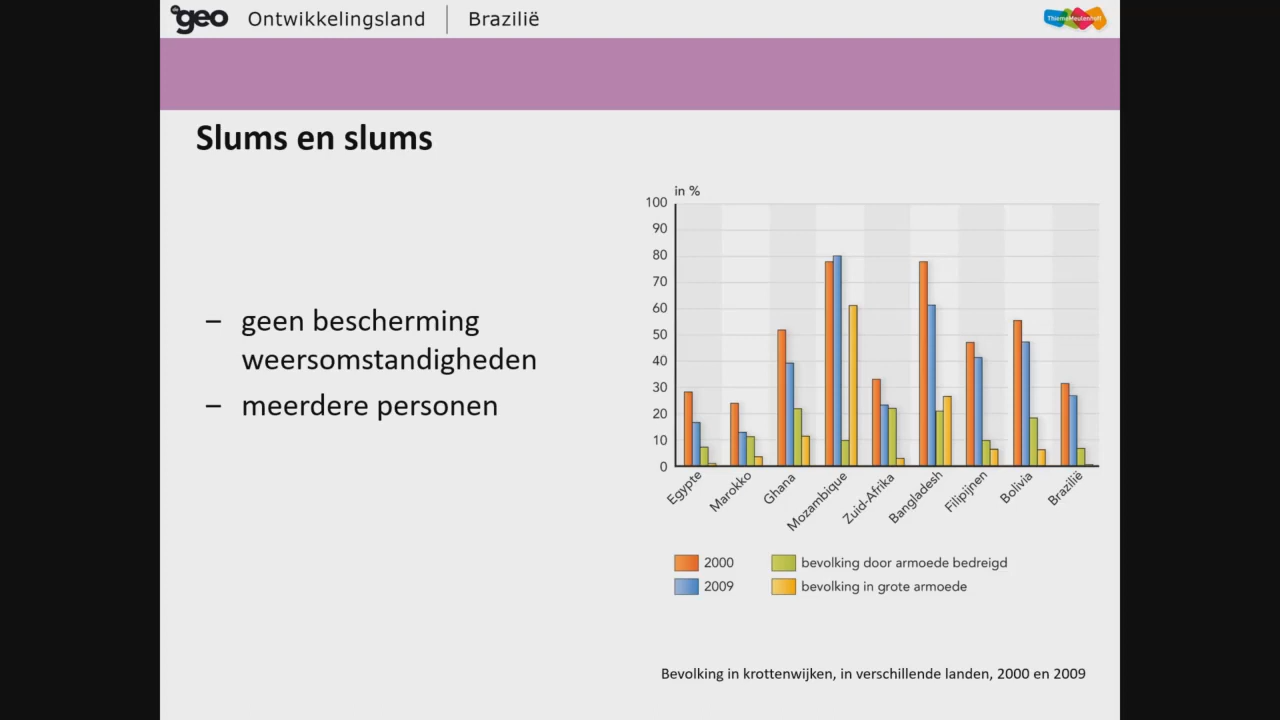 de geo Ontwikkelingsland Brazilië
ThiemeMeulenhoff
Slums en slums
– geen bescherming
weersomstandigheden
– meerdere personen
in %
100
90
80
70
60
50
40
30
20
10
0
Egypte
Marokko
Ghana
Mozambique
Zuid-Afrika
Bangladesh
Filipijnen
Bolivia
Brazilië
2000
bevolking door armoede bedreigd
2009
bevolking in grote armoede
Bevolking in krottenwijken, in verschillende landen, 2000 en 2009